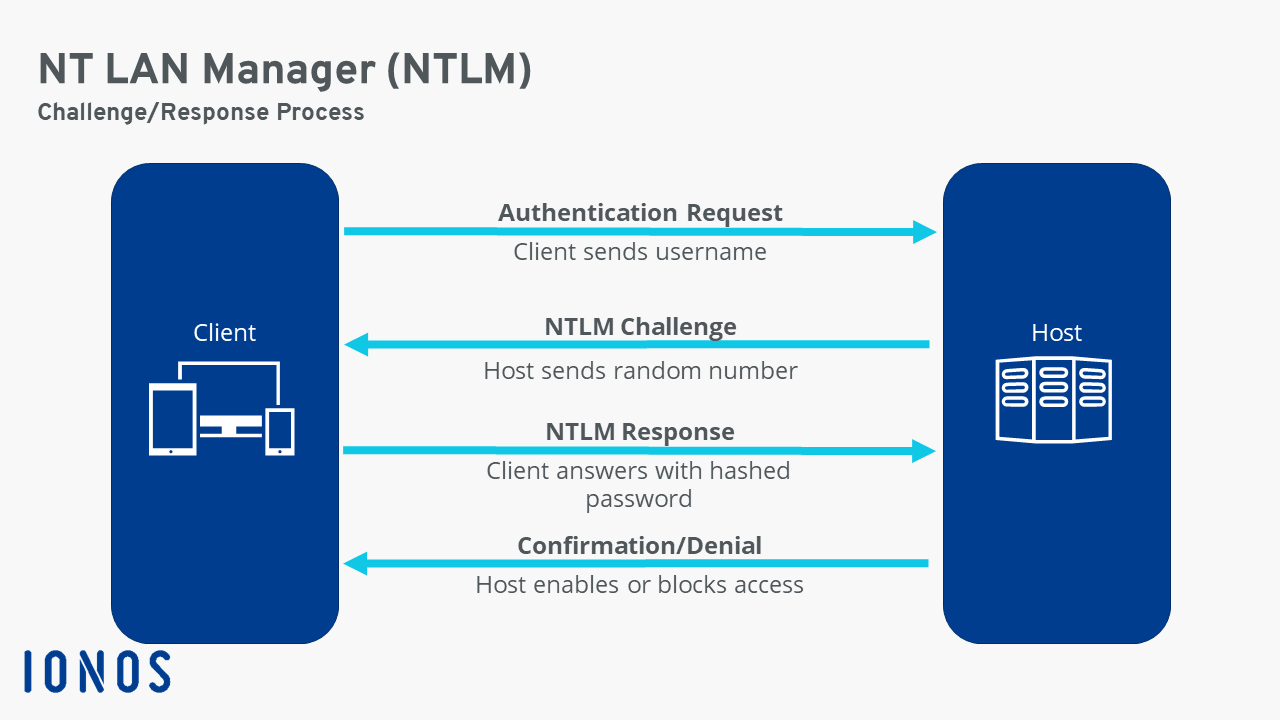 NT LAN Manager (NTLM)
Challenge/Response Process
Authentication Request
Client sends username
NTLM Challenge
Client
Host
Host sends random number
NTLM Response
Client answers with hashed
password
Confirmation/Denial
Host enables or blocks access
IONOS